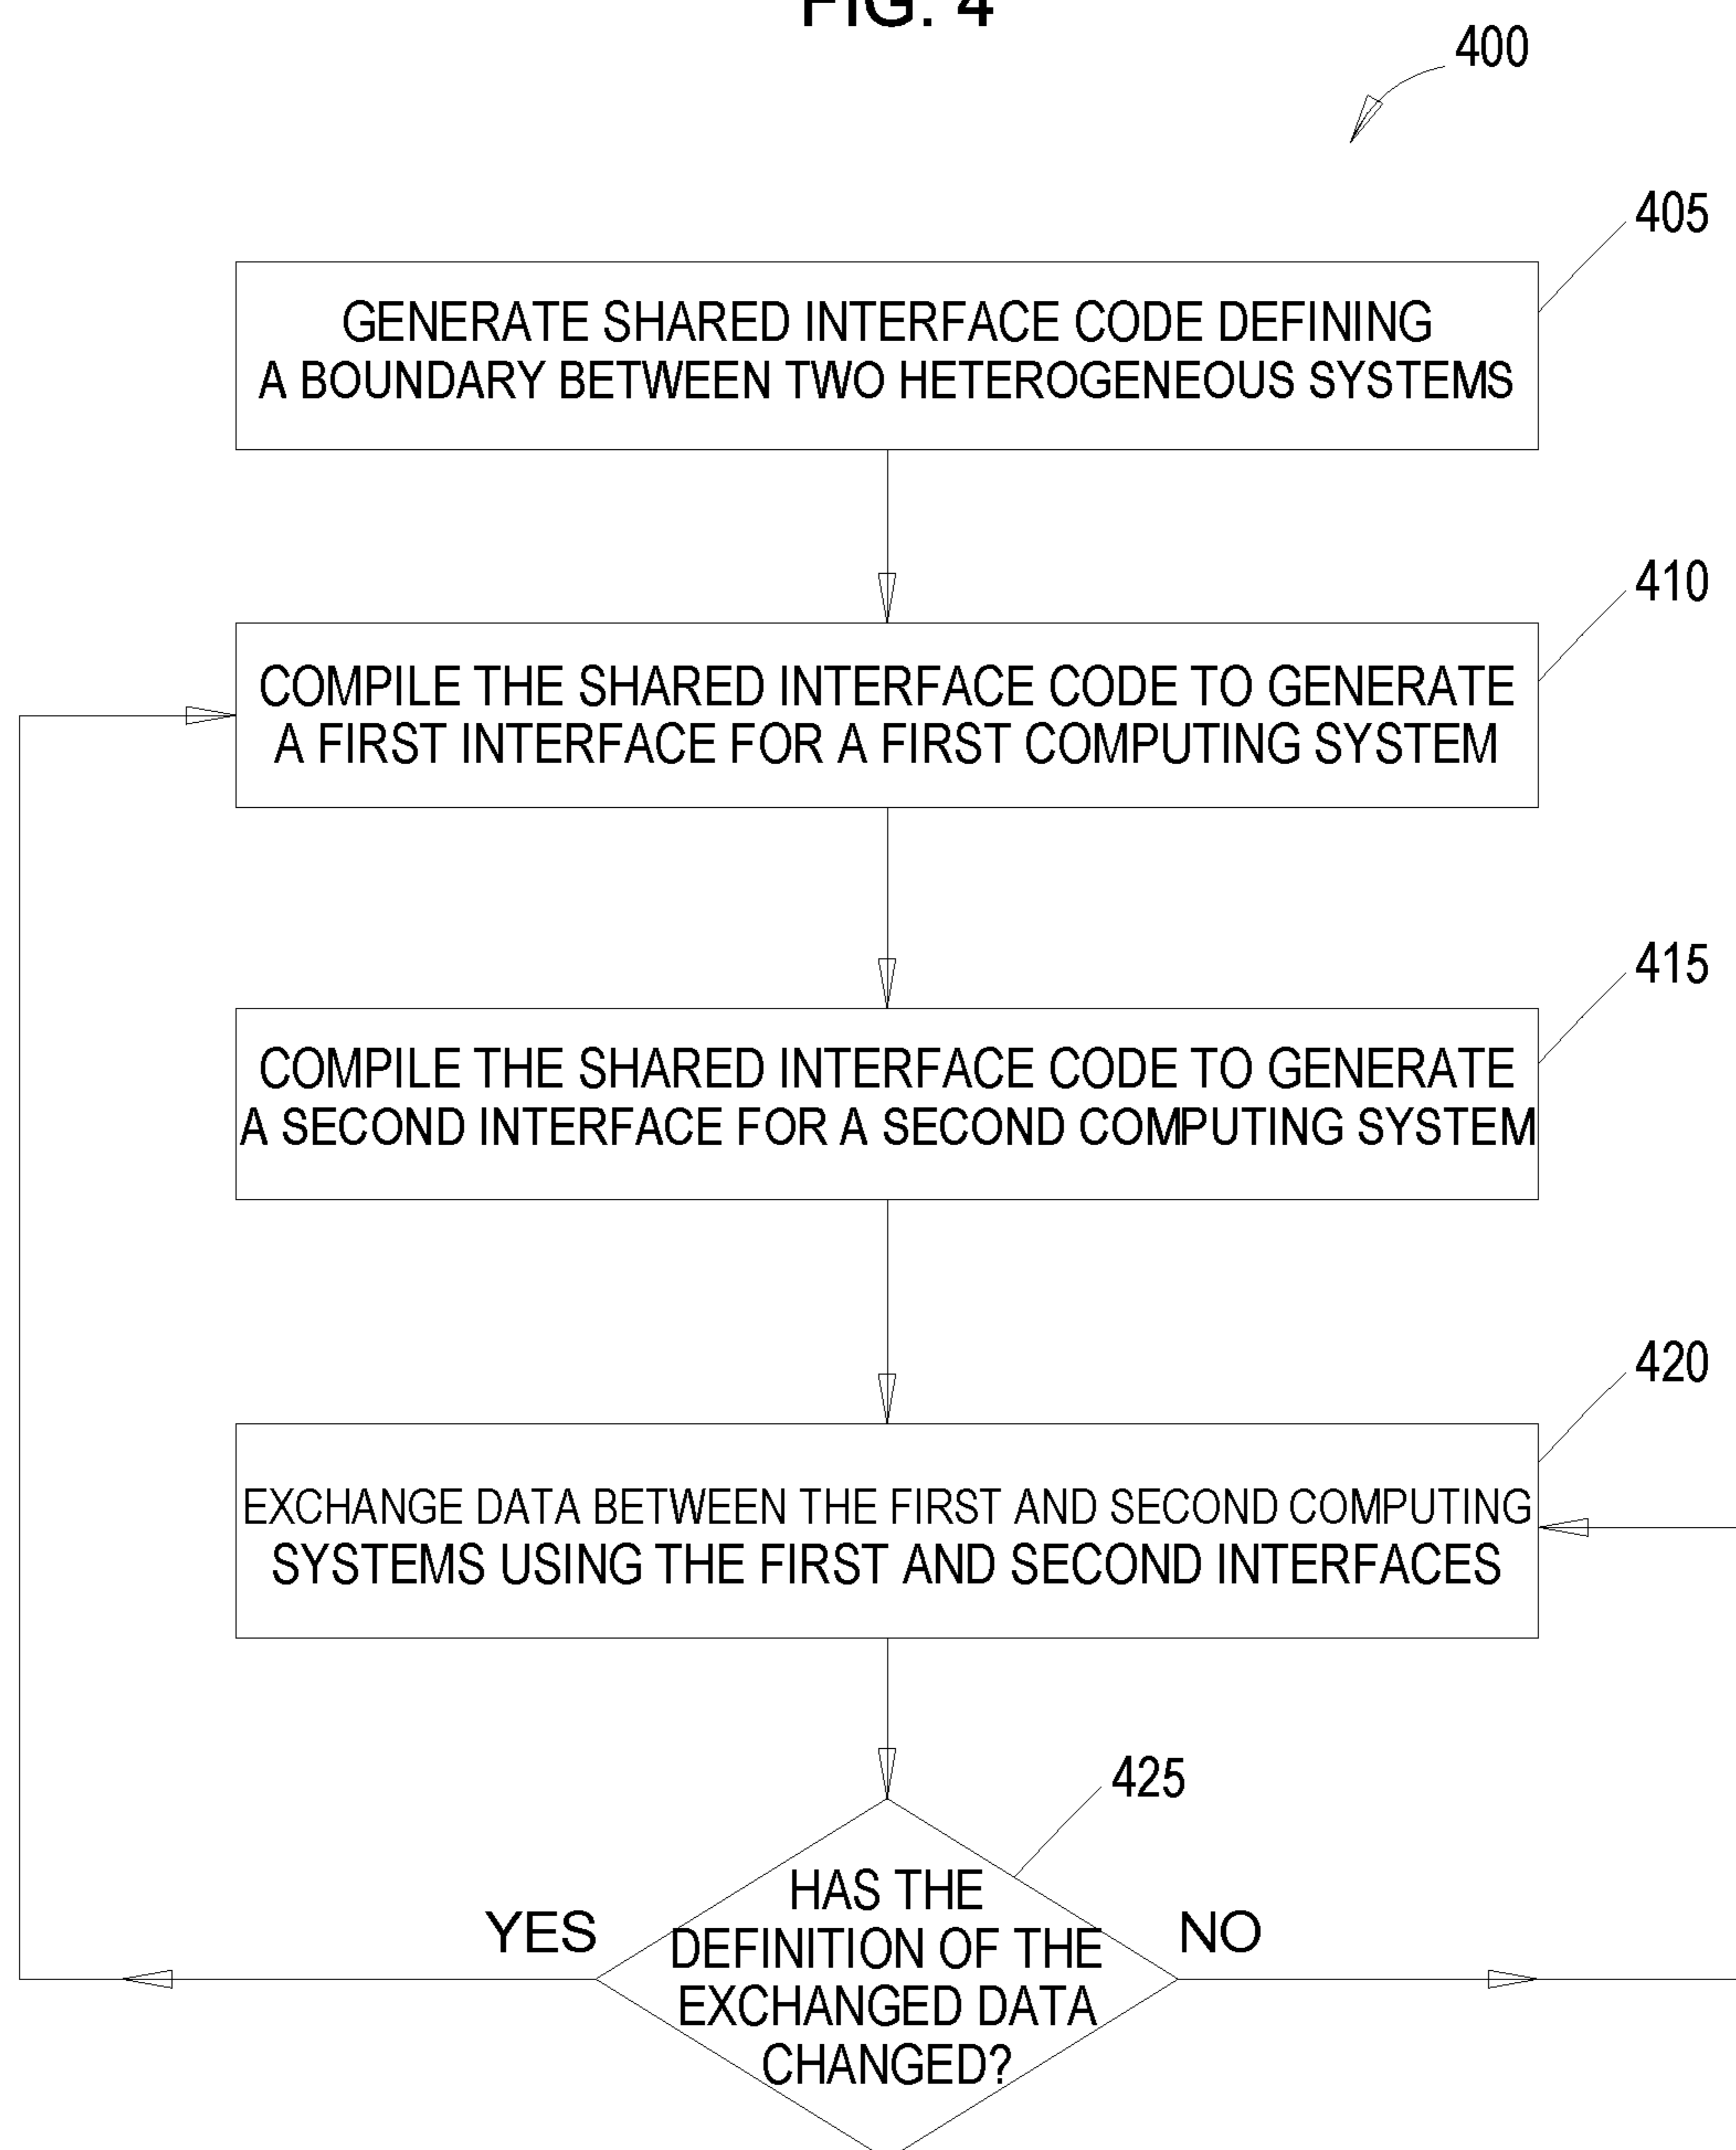 FIG. 4
400
405
GENERATE SHARED INTERFACE CODE DEFINING
A BOUNDARY BETWEEN TWO HETEROGENEOUS SYSTEMS
410
COMPILE THE SHARED INTERFACE CODE TO GENERATE
A FIRST INTERFACE FOR A FIRST COMPUTING SYSTEM
415
COMPILE THE SHARED INTERFACE CODE TO GENERATE
A SECOND INTERFACE FOR A SECOND COMPUTING SYSTEM
420
EXCHANGE DATA BETWEEN THE FIRST AND SECOND COMPUTING
SYSTEMS USING THE FIRST AND SECOND INTERFACES
425
HAS THE
DEFINITION OF THE
EXCHANGED DATA
CHANGED?
YES
NO